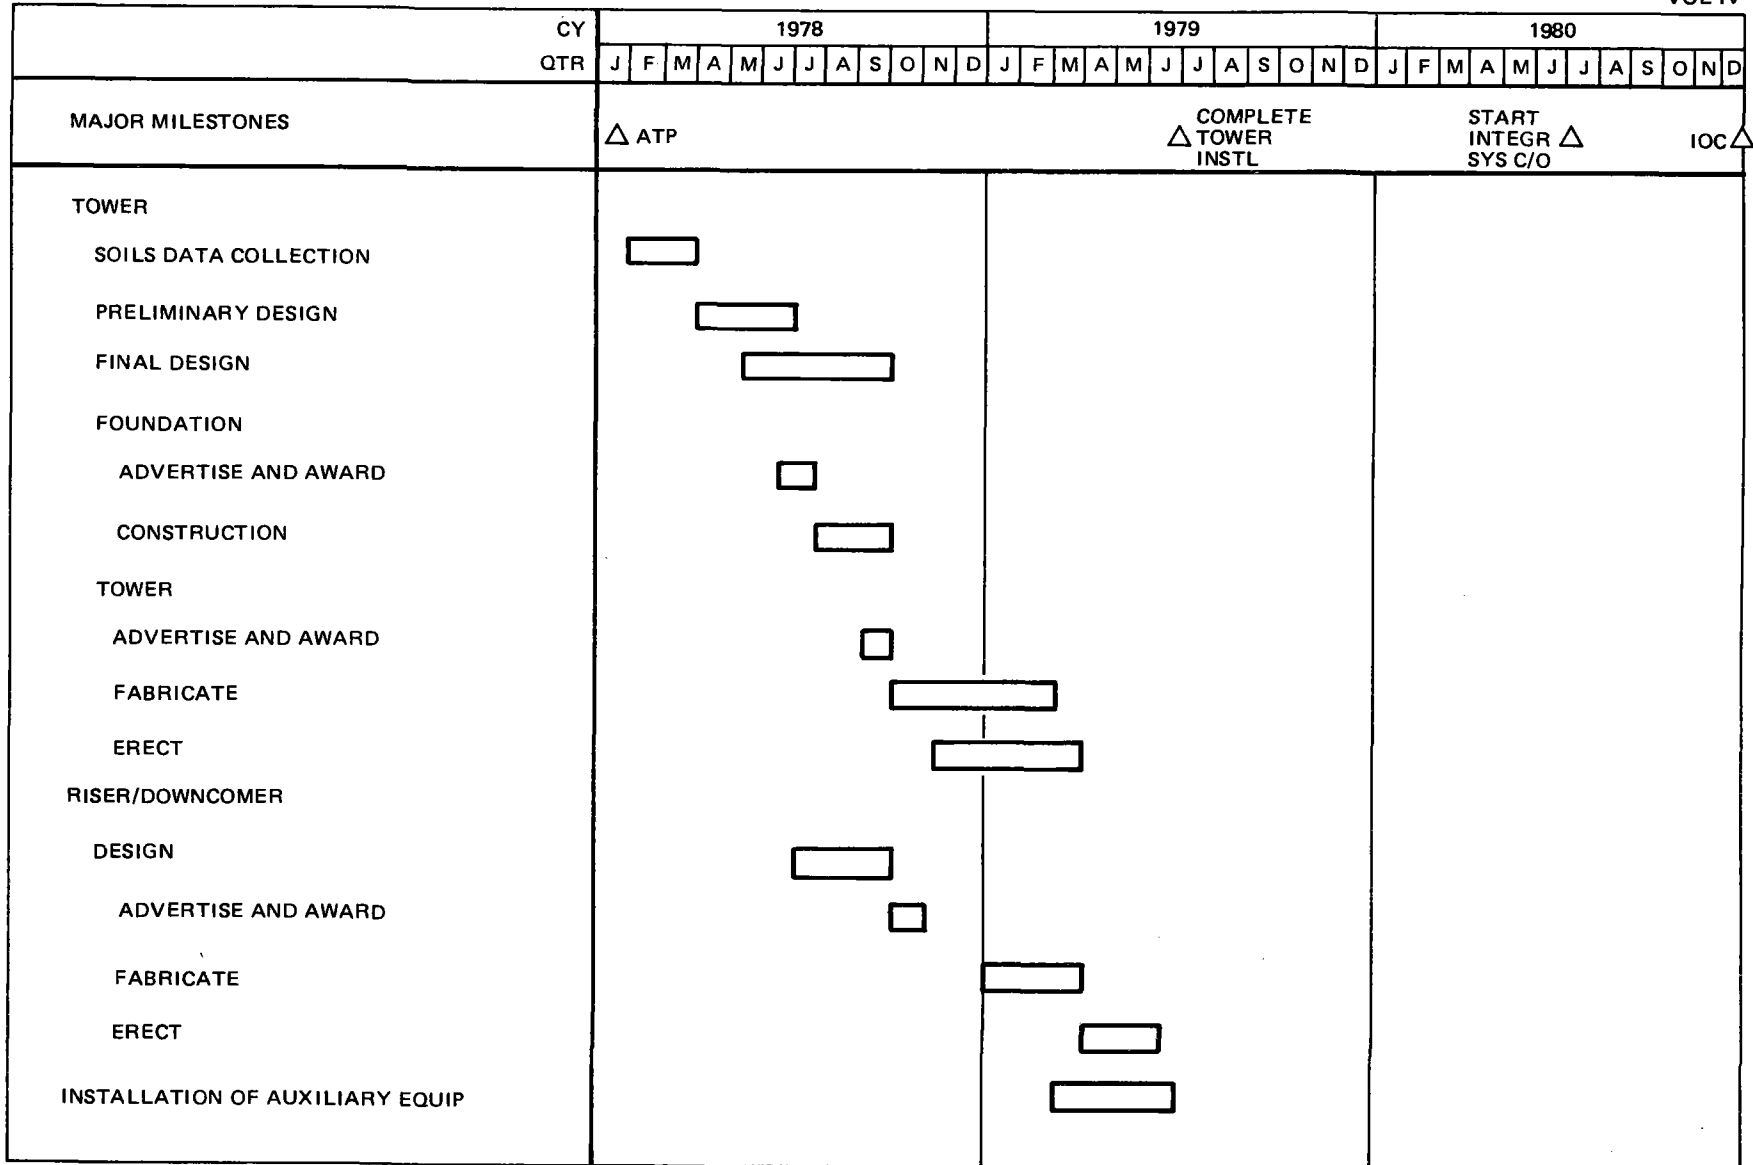 VOL IV
CY 1978 1979 1980
QTR J F M A M J J A S O N D J F M A M J J A S O N D J F M A M J J A S O N D
MAJOR MILESTONES
ATP
COMPLETE
TOWER
INSTL
START
INTEGR
SYS C/O
IOC
TOWER
SOILS DATA COLLECTION
PRELIMINARY DESIGN
FINAL DESIGN
FOUNDATION
ADVERTISE AND AWARD
CONSTRUCTION
TOWER
ADVERTISE AND AWARD
FABRICATE
ERECT
RISER/DOWNCOMER
DESIGN
ADVERTISE AND AWARD
FABRICATE
ERECT
INSTALLATION OF AUXILIARY EQUIP